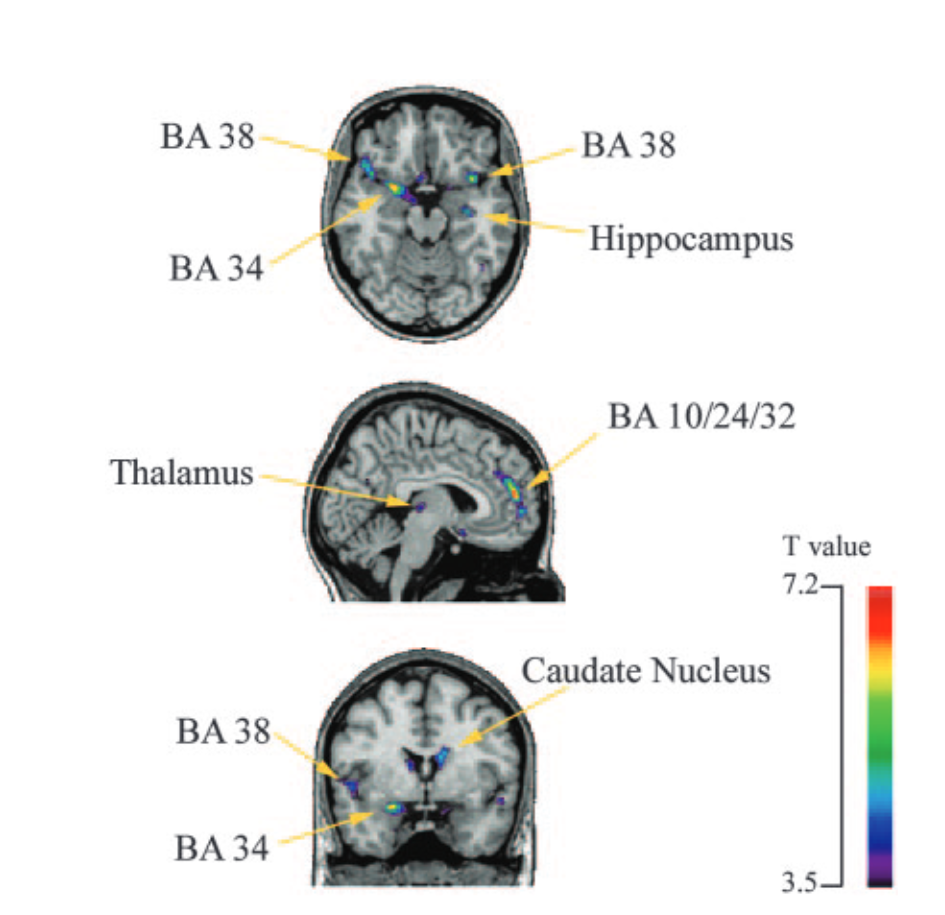 BA 38
BA 38
Hippocampus
BA 34
BA 10/24/32
Thalamus
T value
7.2
Caudate Nucleus
BA 38
BA 34
3.5